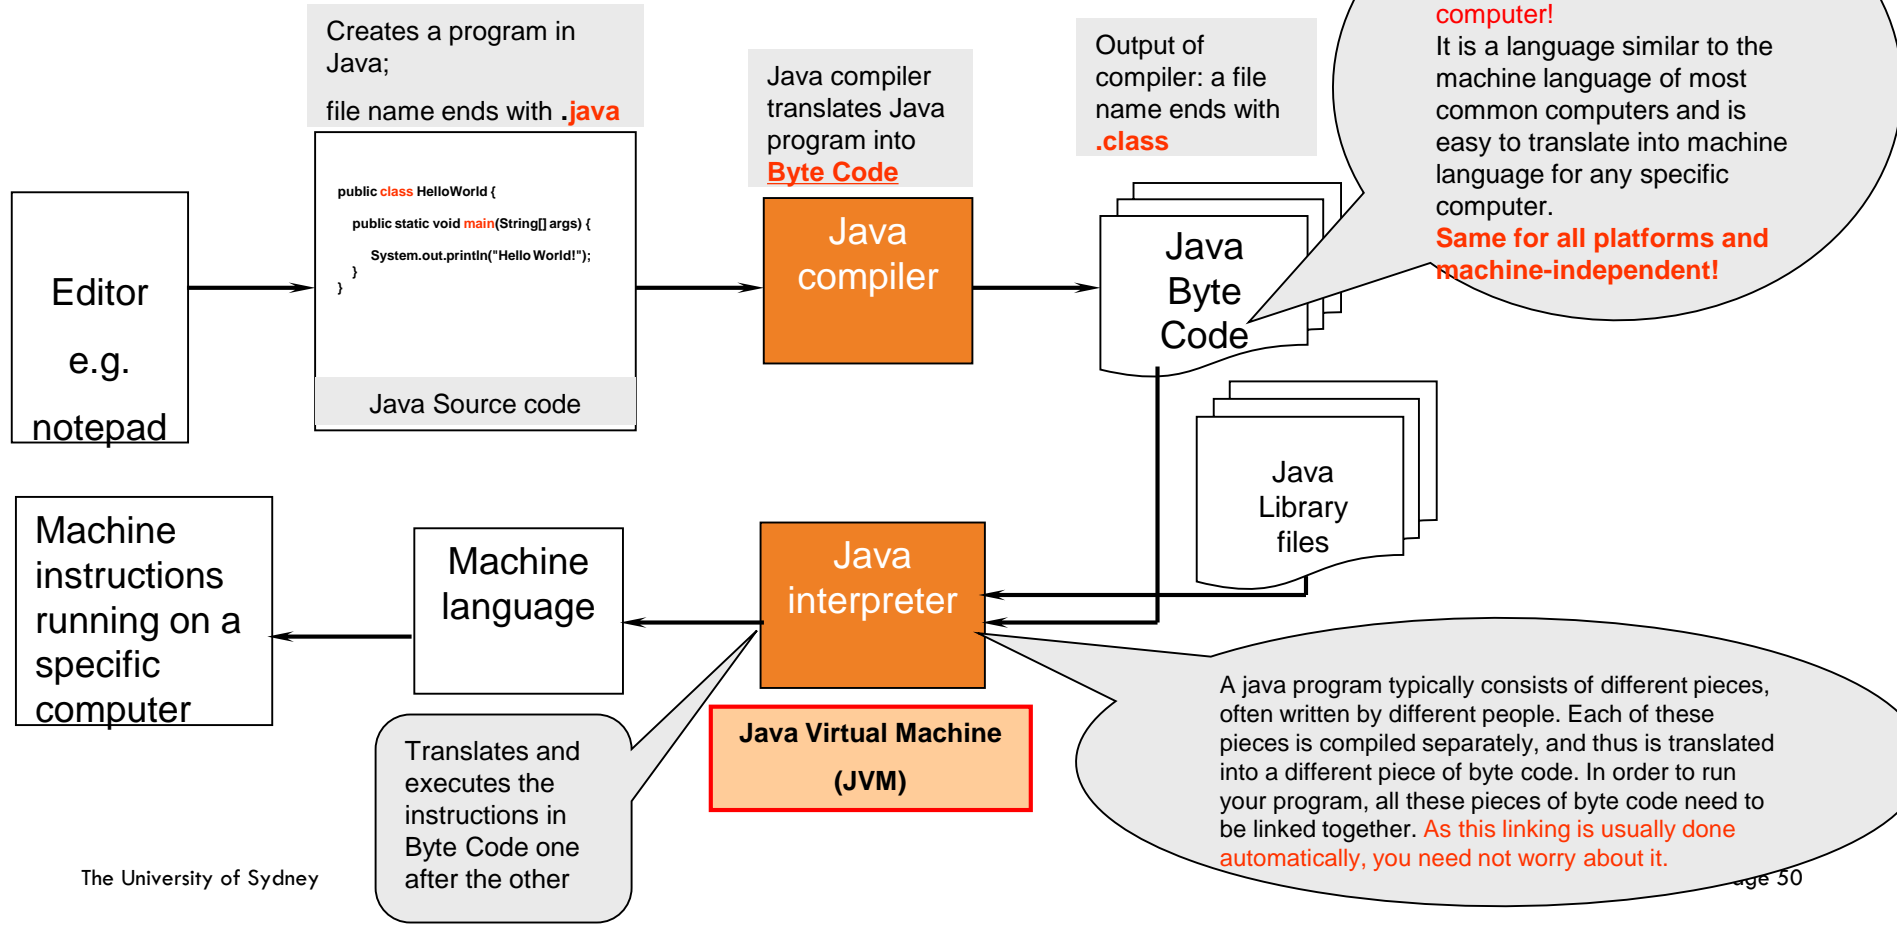 Creates a program in
Java;
file name ends with .java
Java compiler
translates Java
program into
Byte Code
Output of
compiler: a file
name ends with
.class
computer!
It is a language similar to the
machine language of most
common computers and is
easy to translate into machine
language for any specific
computer.
Same for all platforms and
machine-independent!
Editor
e.g.
notepad
public class HelloWorld {
public static void main(String[] args) {
System.out.println("Hello World!");
}
}
Java Source code
Java
compiler
Java
Byte
Code
Java
Library
files
Machine
instructions
running on a
specific
computer
Machine
language
Java
interpreter
Java Virtual Machine
(JVM)
Translates and
executes the
instructions in
Byte Code one
after the other
A java program typically consists of different pieces,
often written by different people. Each of these
pieces is compiled separately, and thus is translated
into a different piece of byte code. In order to run
your program, all these pieces of byte code need to
be linked together. As this linking is usually done
automatically, you need not worry about it.
The University of Sydney
50